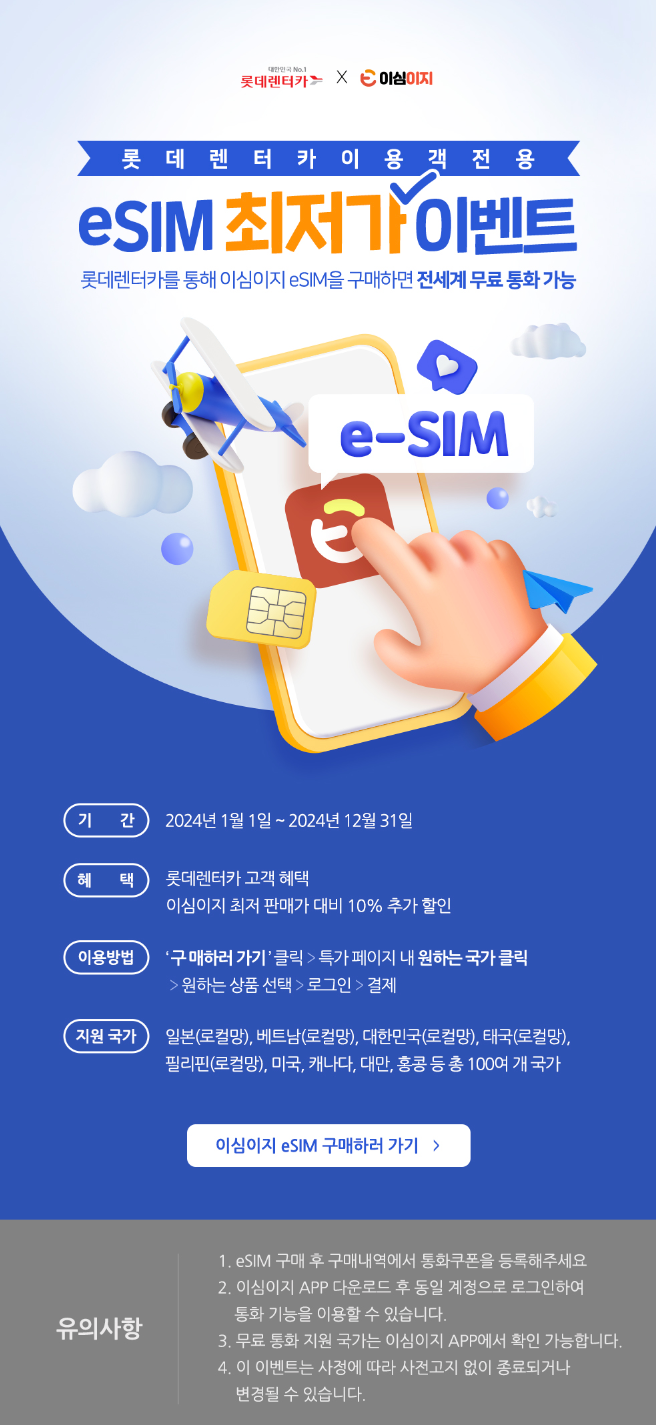 대한민국 No.1
롯데렌터카 X 이심이지
롯데렌터카이용객전용
eSIM 최저가 이벤트
롯데렌터카를 통해 이심이지 eSIM을 구매하면 전세계 무료 통화 가능
e-SIM
기 간 2024년 1월 1일 ~ 2024년 12월 31일
혜 택 롯데렌터카 고객 혜택
이심이지 최저 판매가 대비 10% 추가 할인
이용방법 ‘구 매하러 가기’ 클릭 > 특가 페이지 내 원하는 국가 클릭
> 원하는 상품 선택 > 로그인 > 결제
지원 국가 일본(로컬망), 베트남(로컬망), 대한민국(로컬망), 태국(로컬망),
필리핀(로컬망), 미국, 캐나다, 대만, 홍콩 등 총 100여 개 국가
이심이지 eSIM 구매하러 가기 >
유의사항
1. eSIM 구매 후 구매내역에서 통화쿠폰을 등록해주세요
2. 이심이지 APP 다운로드 후 동일 계정으로 로그인하여
통화 기능을 이용할 수 있습니다.
3. 무료 통화 지원 국가는 이심이지 APP에서 확인 가능합니다.
4. 이 이벤트는 사정에 따라 사전고지 없이 종료되거나
변경될 수 있습니다.